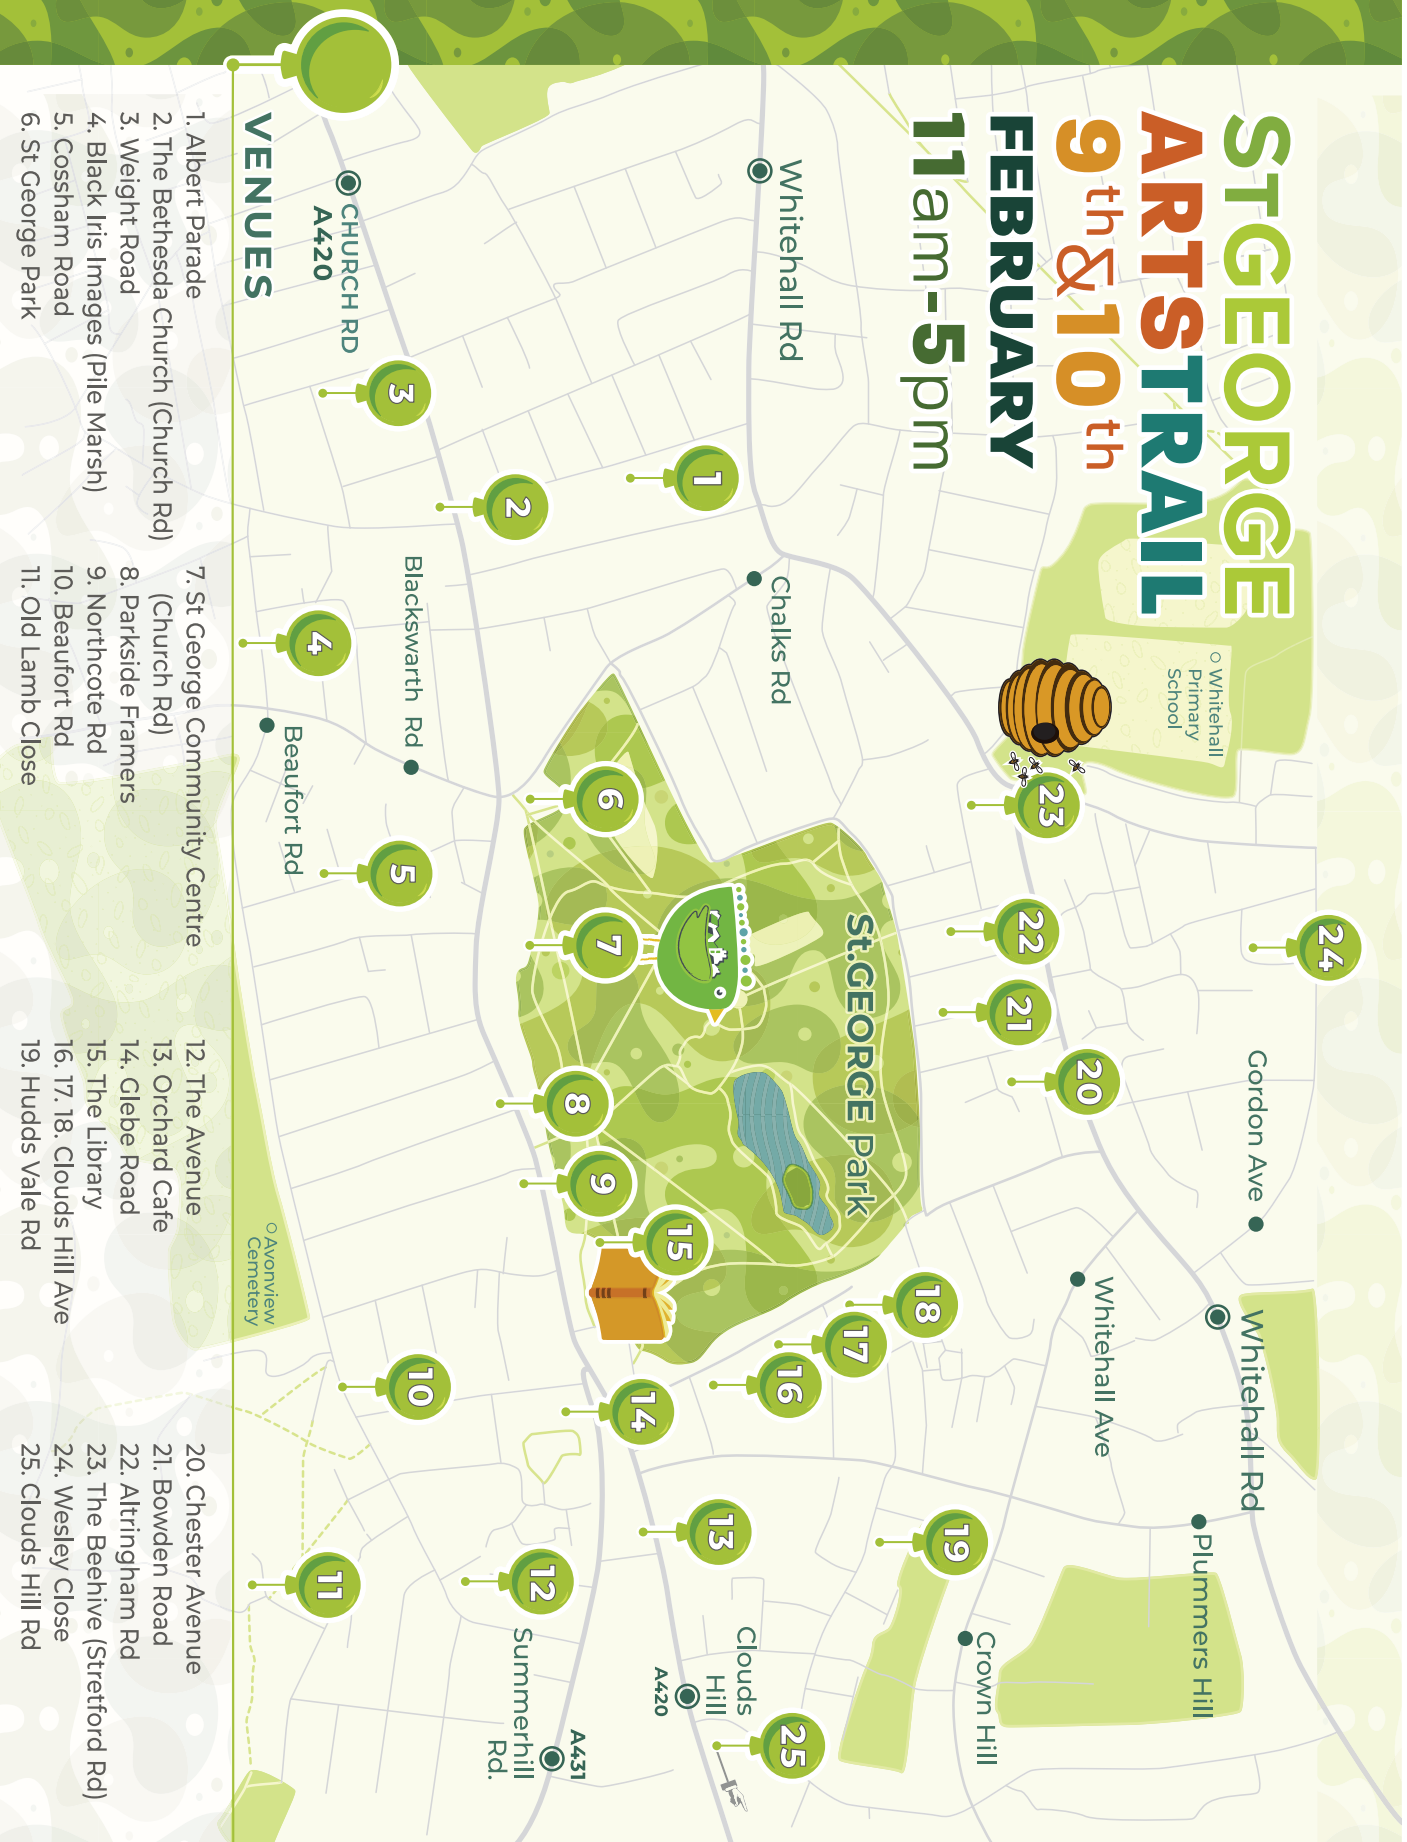 STGEORGE
ARTSTRAIL
9th&10th
FEBRUARY
11am-5pm
Whitehall
Primary
School
24
Gordon Ave
Whitehall Rd
Plummers Hill
23
22
21
20
Whitehall Ave
Whitehall Rd
Chalks Rd
St.GEORGE Park
18
17
16
19
Crown Hill
1
6
7
8
9
15
14
13
Clouds
Hill
A420
25
CHURCH RD
A420
3
2
Blackswarth Rd
4
Beaufort Rd
5
10
11
12
Summerhill
Rd.
A431
Avonview
Cemetery
VENUES
1. Albert Parade
2. The Bethesda Church (Church Rd)
3. Weight Road
4. Black Iris Images (Pile Marsh)
5. Cossham Road
6. St George Park
7. St George Community Centre
(Church Rd)
8. Parkside Framers
9. Northcote Rd
10. Beaufort Rd
11. Old Lamb Close
12. The Avenue
13. Orchard Cafe
14. Glebe Road
15. The Library
16. 17. 18. Clouds Hill Ave
19. Hudds Vale Rd
20. Chester Avenue
21. Bowden Road
22. Altringham Rd
23. The Beehive (Stretford Rd)
24. Wesley Close
25. Clouds Hill Rd